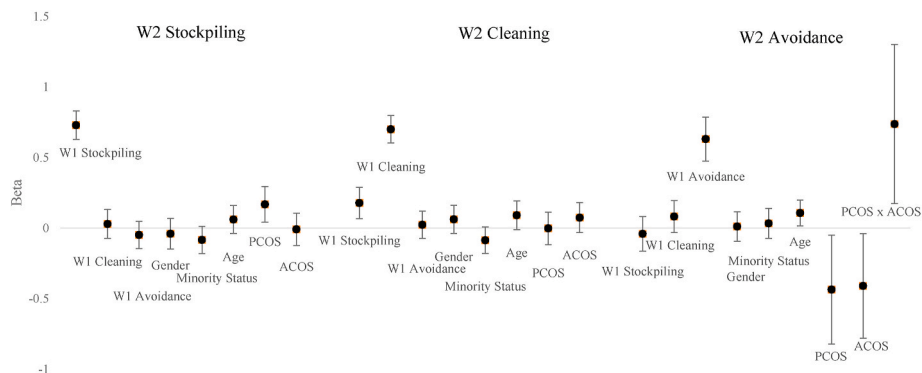 1.5
W2 Stockpiling
W2 Cleaning
W2 Avoidance
1
W1 Stockpiling
W1 Cleaning
W1 Avoidance
0.5
Beta
PCOS x ACOS
0
W1 Cleaning
W1 Avoidance
Gender
Minority Status
Age
PCOS
ACOS
W1 Stockpiling
W1 Avoidance
Gender
Minority Status
Age
PCOS
ACOS
W1 Stockpiling
W1 Cleaning
Minority Status
Gender
Age
-0.5
PCOS
ACOS
-1